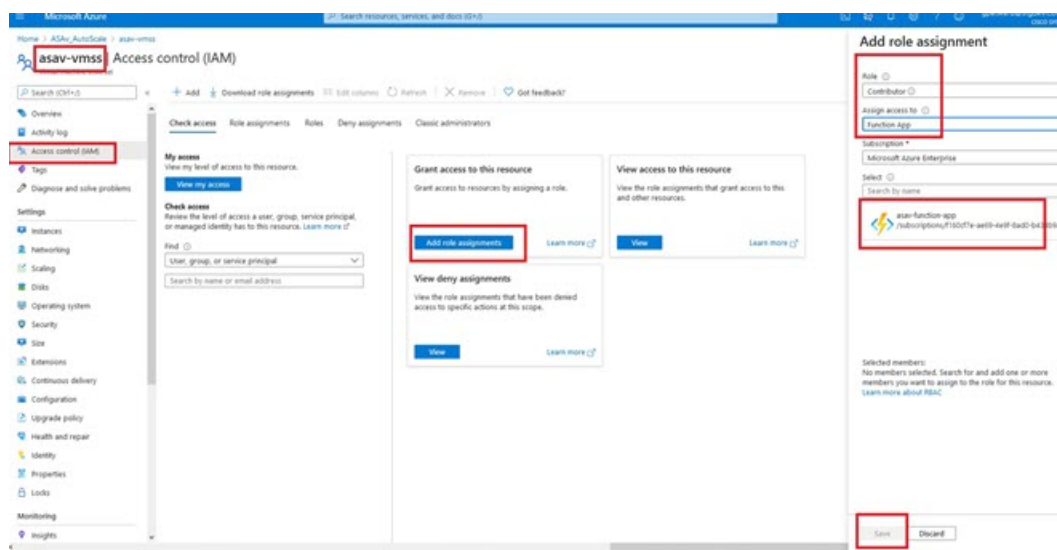 Microsoft Azure
Search resources, services, and docs (G+/)
Home > ASAv_AutoScale > asav-vmss
asav-vmss | Access control (IAM)
Search (Ctrl+/)
«
Overview
Activity log
Access control (IAM)
Tags
Diagnose and solve problems
Settings
Instances
Networking
Scaling
Disks
Operating system
Security
Size
Extensions
Continuous delivery
Configuration
Upgrade policy
Health and repair
Identity
Properties
Locks
Monitoring
Insights
+ Add Download role assignments Edit columns Refresh Remove Got feedback?
Check access Role assignments Roles Deny assignments Classic administrators
My access
View my level of access to this resource.
View my access
Check access
Review the level of access a user, group, service principal,
or managed identity has to this resource. Learn more
Find
User, group, or service principal
Search by name or email address
Grant access to this resource
Grant access to resources by assigning a role.
Add role assignments Learn more
View access to this resource
View the role assignments that grant access to this
and other resources.
View Learn more
View deny assignments
View the role assignments that have been denied
access to specific actions at this scope.
View Learn more
Add role assignment
Role
Contributor
Assign access to
Function App
Subscription *
Microsoft Azure Enterprise
Select
Search by name
asav-function-app
Selected members:
No members selected. Search for and add one or more
members you want to assign to the role for this resource.
Learn more about RBAC
Save Discard